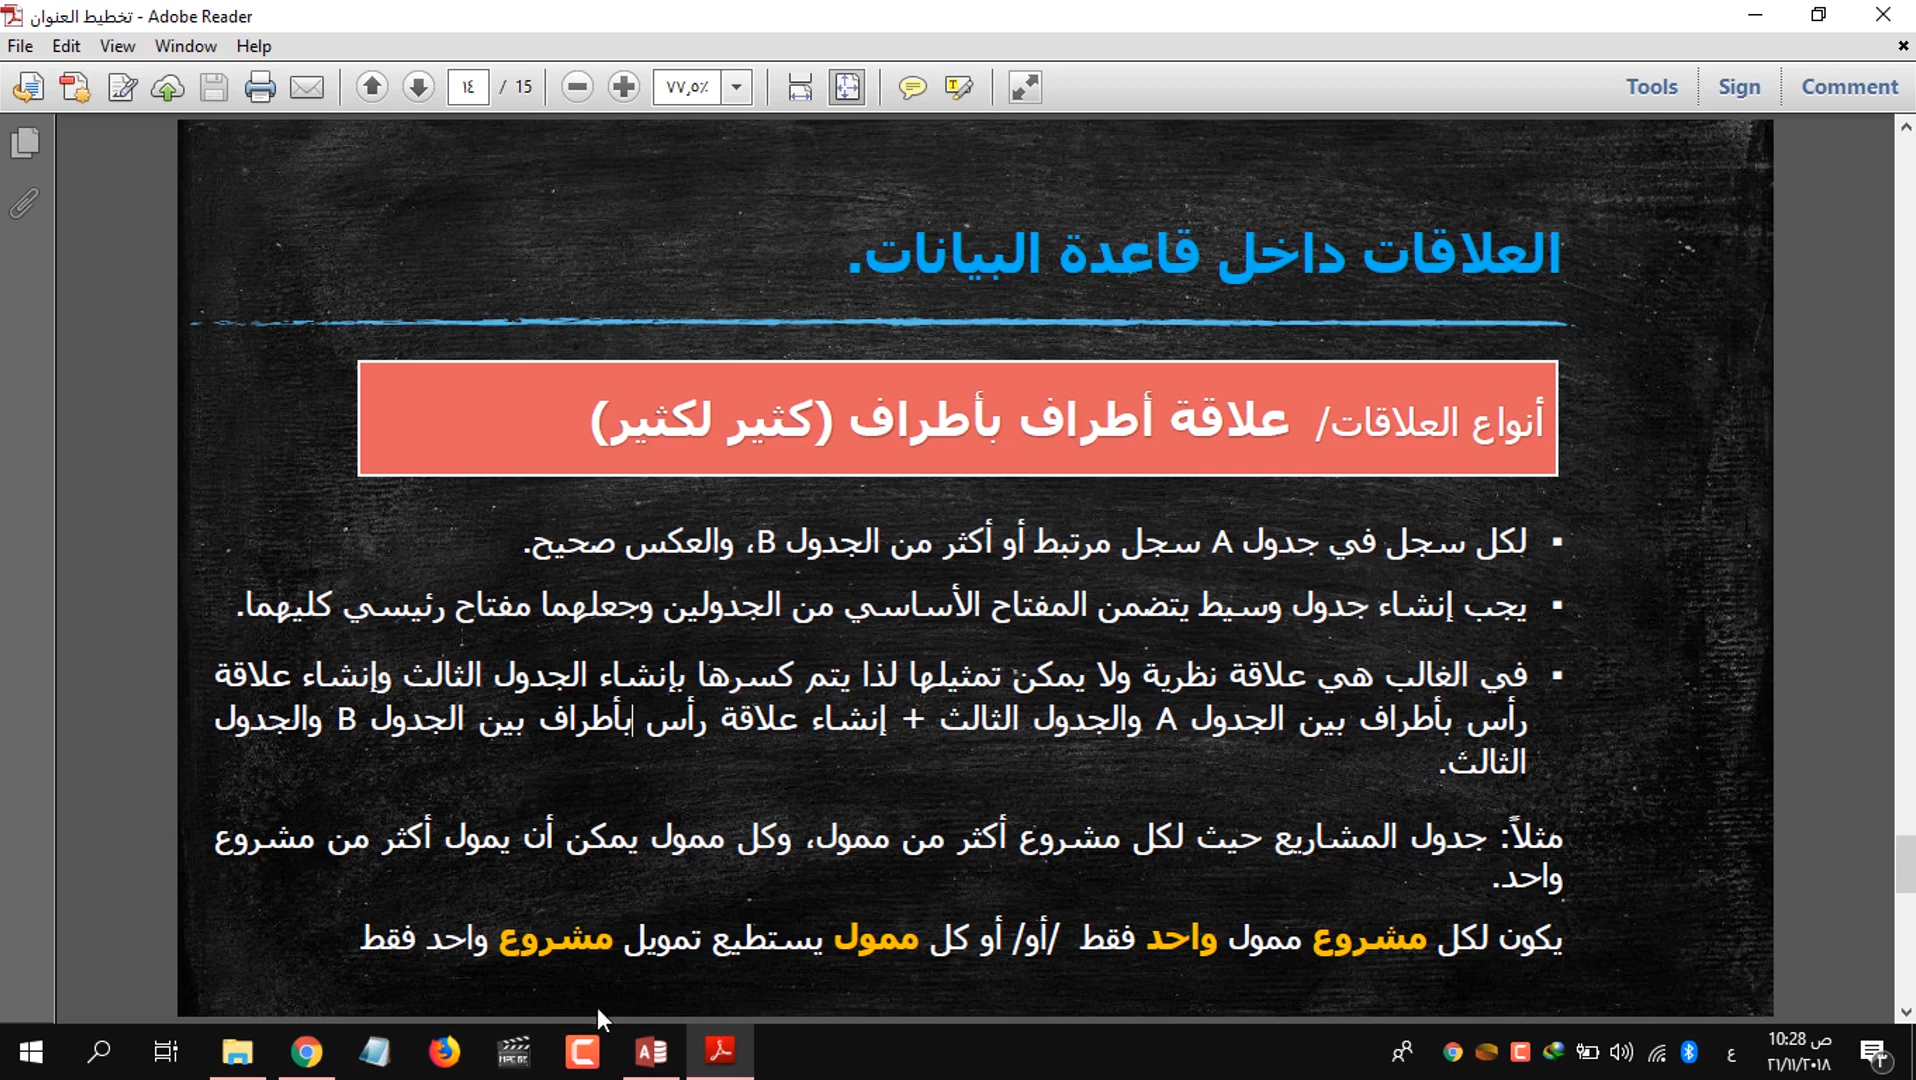 تخطيط العنوان - Adobe Reader
File Edit View Window Help
١٤ / 15 ٧٧٫٥٪ Tools Sign Comment
العلاقات داخل قاعدة البيانات.
أنواع العلاقات/ علاقة أطراف بأطراف (كثير لكثير)
▪ لكل سجل في جدول A سجل مرتبط أو أكثر من الجدول B، والعكس صحيح.
▪ يجب إنشاء جدول وسيط يتضمن المفتاح الأساسي من الجدولين وجعلهما مفتاح رئيسي كليهما.
▪ في الغالب هي علاقة نظرية ولا يمكن تمثيلها لذا يتم كسرها بإنشاء الجدول الثالث وإنشاء علاقة
رأس بأطراف بين الجدول A والجدول الثالث + إنشاء علاقة رأس بأطراف بين الجدول B والجدول
الثالث.
مثلاً: جدول المشاريع حيث لكل مشروع أكثر من ممول، وكل ممول يمكن أن يمول أكثر من مشروع
واحد.
يكون لكل مشروع ممول واحد فقط /أو/ أو كل ممول يستطيع تمويل مشروع واحد فقط
MPC BE
ع
10:28 ص
٢١/١١/٢٠١٨
٣